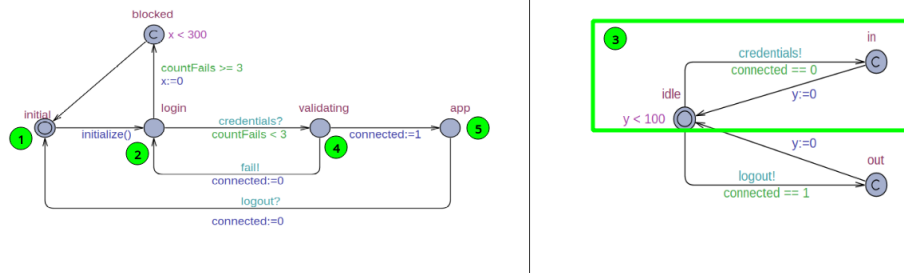 blocked
C
x < 300
countFails >= 3
x:=0
initial
1
initialize()
login
2
credentials?
countFails < 3
validating
4
connected:=1
app
5
fail!
connected:=0
logout?
connected:=0
3
in
credentials!
C
connected == 0
idle
y:=0
y < 100
y:=0
out
logout!
C
connected == 1